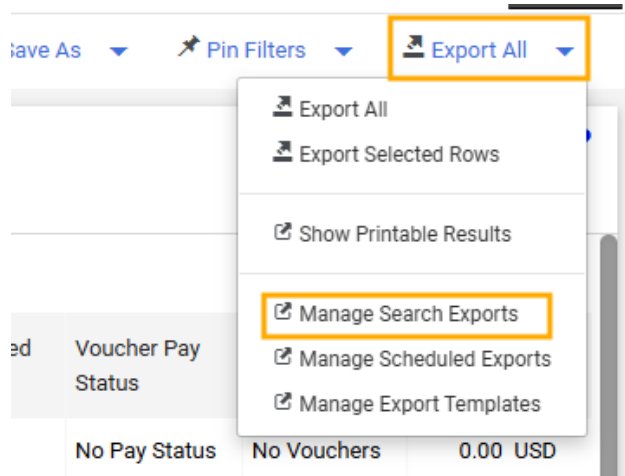 Save As Pin Filters Export All
Export All
Export Selected Rows
Show Printable Results
Manage Search Exports
ed Voucher Pay
Status
Manage Scheduled Exports
Manage Export Templates
No Pay Status No Vouchers 0.00 USD